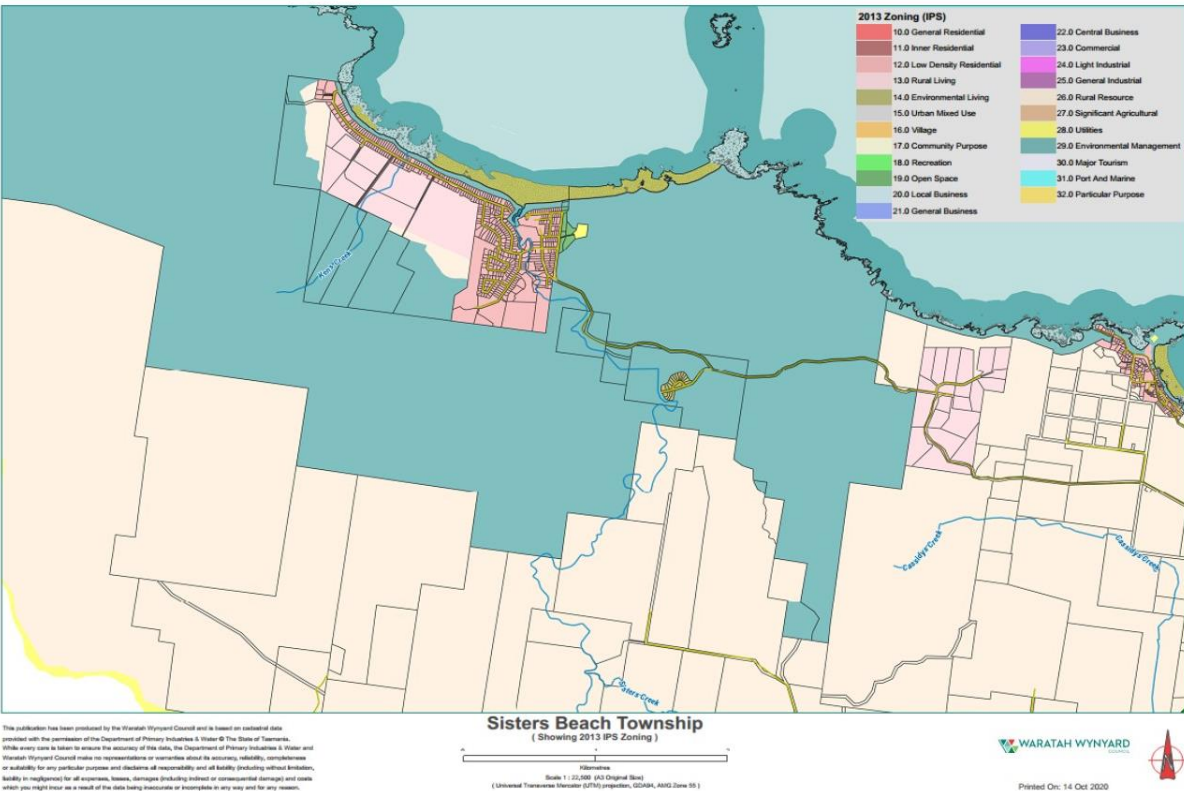 2013 Zoning (IPS)
10.0 General Residential
11.0 Inner Residential
12.0 Low Density Residential
13.0 Rural Living
14.0 Environmental Living
15.0 Urban Mixed Use
16.0 Village
17.0 Community Purpose
18.0 Recreation
19.0 Open Space
20.0 Local Business
21.0 General Business
22.0 Central Business
23.0 Commercial
24.0 Light Industrial
25.0 General Industrial
26.0 Rural Resource
27.0 Significant Agricultural
28.0 Utilities
29.0 Environmental Management
30.0 Major Tourism
31.0 Port And Marine
32.0 Particular Purpose
Cassidys Creek
Cassidys Creek
Sisters Creek
This publication has been produced by the Waratah Wynyard Council and is based on cadastral data
provided with the permission of the Department of Primary Industries & Water © The State of Tasmania.
While every care is taken to ensure the accuracy of this data, the Department of Primary Industries & Water and
Waratah Wynyard Council make no representations or warranties about its accuracy, reliability, completeness
or suitability for any particular purpose and disclaims all responsibility and all liability (including without limitation,
liability in negligence) for all expenses, losses, damages (including indirect or consequential damage) and costs
which you might incur as a result of the data being inaccurate or incomplete in any way and for any reason.
Sisters Beach Township
( Showing 2013 IPS Zoning )
Kilometres
Scale 1 : 22,500 (A3 Original Size)
( Universal Transverse Mercator (UTM) projection, GDA94, AMG Zone 55 )
WARATAH WYNYARD
COUNCIL
Printed On: 14 Oct 2020